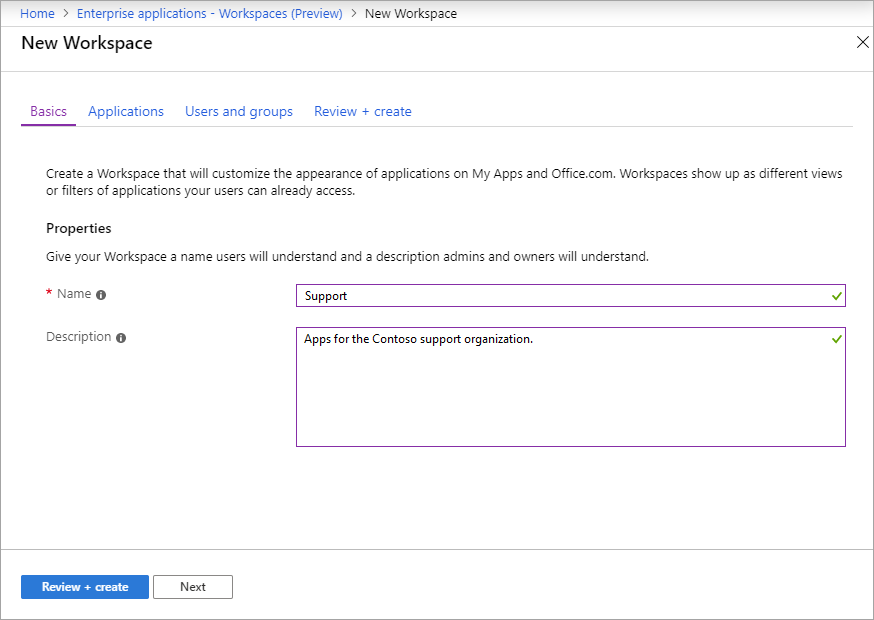 Home > Enterprise applications - Workspaces (Preview) > New Workspace
New Workspace
Basics Applications Users and groups Review + create
Create a Workspace that will customize the appearance of applications on My Apps and Office.com. Workspaces show up as different views
or filters of applications your users can already access.
Properties
Give your Workspace a name users will understand and a description admins and owners will understand.
* Name Support
Description Apps for the Contoso support organization.
Review + create Next